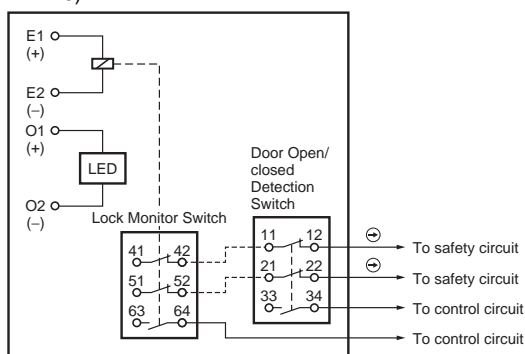 E1
(+)
E2
(–)
O1
(+)
LED
O2
(–)
Door Open/
closed
Detection
Switch
Lock Monitor Switch
41 42
51 52
63 64
11 12
21 22
33 34
To safety circuit
To safety circuit
To control circuit
To control circuit